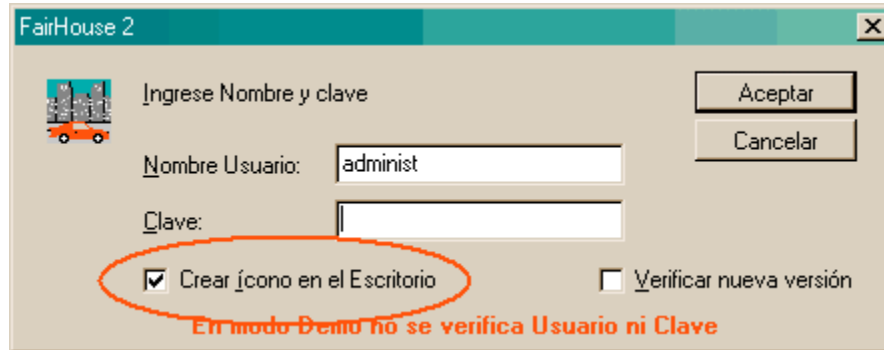 FairHouse 2
Ingrese Nombre y clave
Aceptar
Cancelar
Nombre Usuario: administ
Clave:
Crear ícono en el Escritorio
Verificar nueva versión
En modo Demo no se verifica Usuario ni Clave